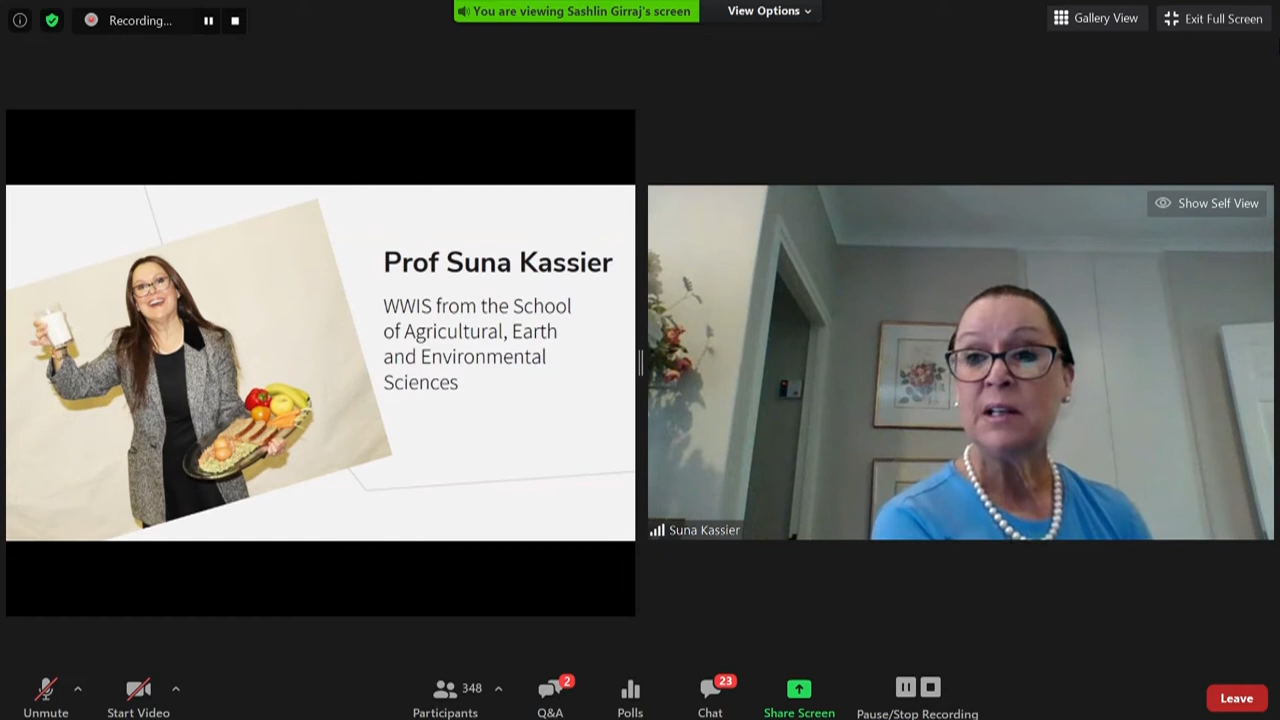 Recording...
You are viewing Sashlin Girraj's screen
View Options
Gallery View
Exit Full Screen
Prof Suna Kassier
WWIS from the School
of Agricultural, Earth
and Environmental
Sciences
Show Self View
Suna Kassier
Unmute
Start Video
Participants
348
Q&A
2
Polls
Chat
23
Share Screen
Pause/Stop Recording
Leave